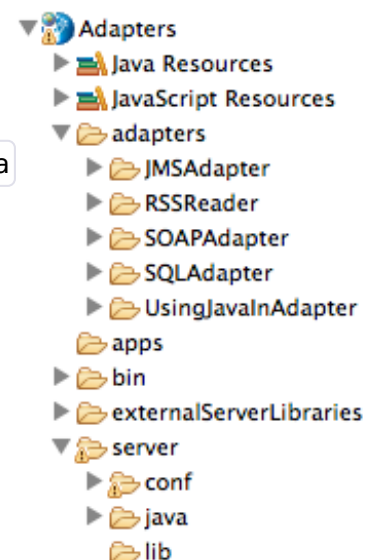 Adapters
Java Resources
JavaScript Resources
adapters
a
JMSAdapter
RSSReader
SOAPAdapter
SQLAdapter
UsingJavaInAdapter
apps
bin
externalServerLibraries
server
conf
java
lib